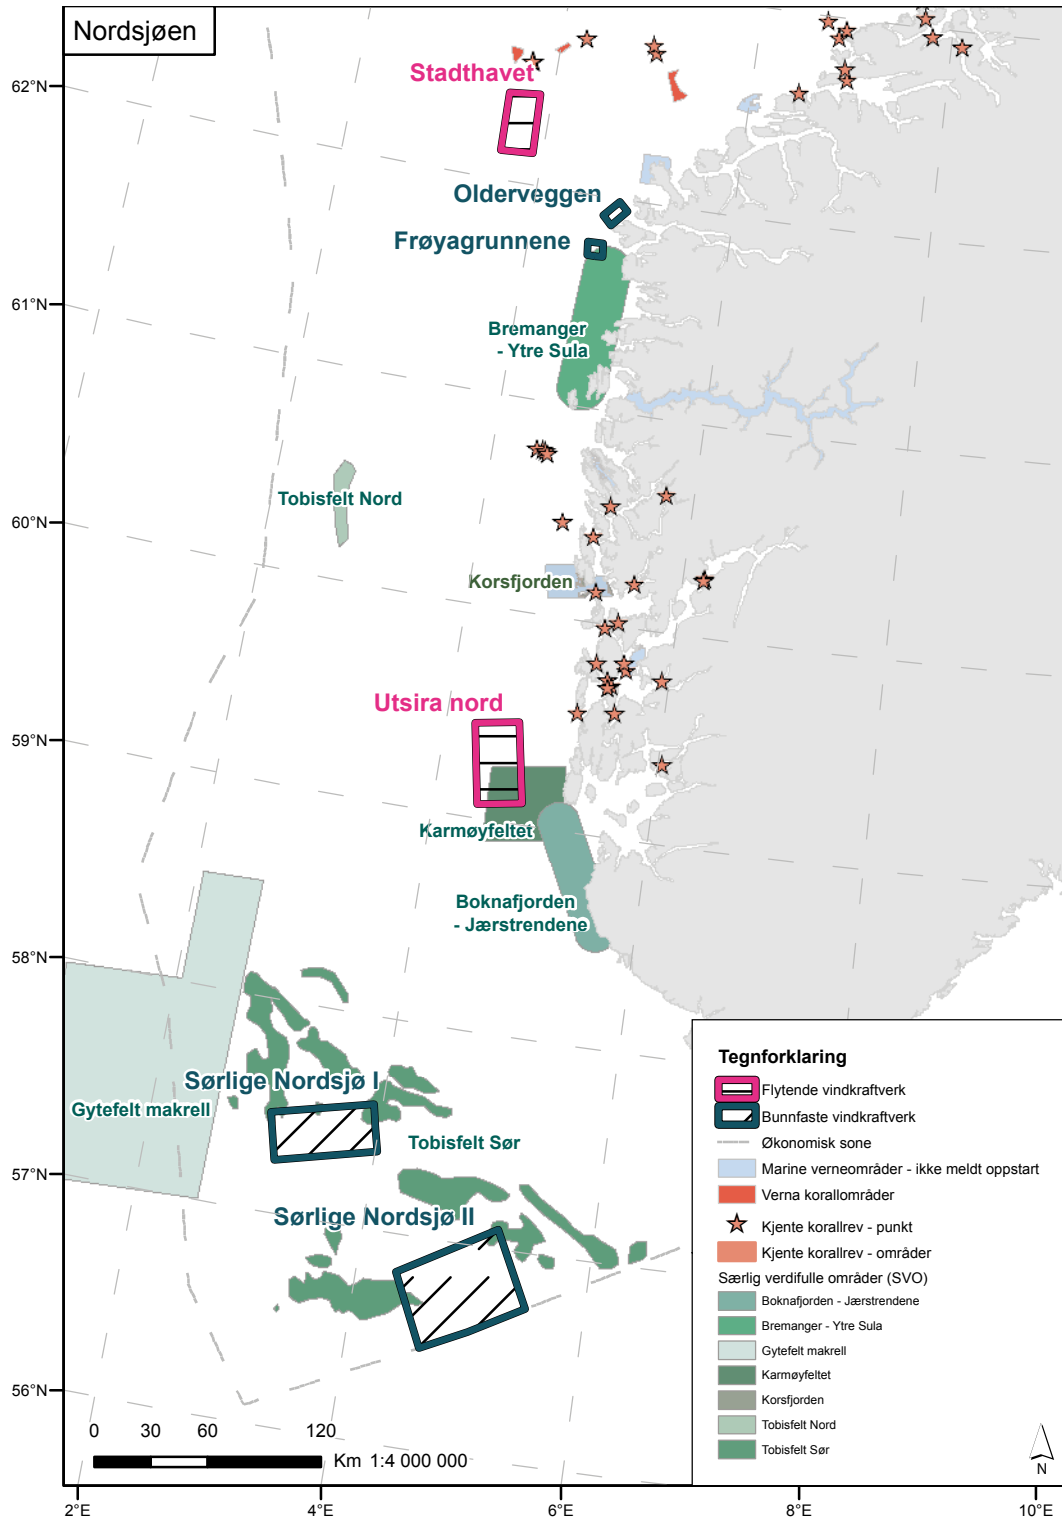 Nordsjøen
62°N
61°N
60°N
59°N
58°N
57°N
56°N
Stadthavet
Olderveggen
Frøyagrunnene
Bremanger
- Ytre Sula
Tobisfelt Nord
Korsfjorden
Utsira nord
Karmøyfeltet
Boknafjorden
- Jærstrendene
Sørlige Nordsjø I
Gytefelt makrell
Tobisfelt Sør
Sørlige Nordsjø II
0 30 60 120
Km 1:4 000 000
2°E 4°E 6°E 8°E 10°E
Tegnforklaring
Flytende vindkraftverk
Bunnfaste vindkraftverk
Økonomisk sone
Marine verneområder - ikke meldt oppstart
Verna korallområder
Kjente korallrev - punkt
Kjente korallrev - områder
Særlig verdifulle områder (SVO)
Boknafjorden - Jærstrendene
Bremanger - Ytre Sula
Gytefelt makrell
Karmøyfeltet
Korsfjorden
Tobisfelt Nord
Tobisfelt Sør
N